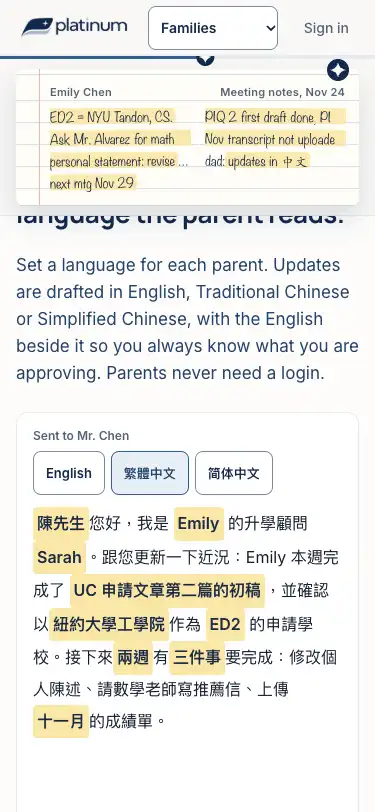 platinum
Families
Sign in
Emily Chen
Meeting notes, Nov 24
ED2 = NYU Tandon, CS.
Ask Mr. Alvarez for math
personal statement: revise ...
next mtg Nov 29
PIQ 2 first draft done, PI
Nov transcript not uploade
dad: updates in 中文
language the parent reads.
Set a language for each parent. Updates
are drafted in English, Traditional Chinese
or Simplified Chinese, with the English
beside it so you always know what you are
approving. Parents never need a login.
Sent to Mr. Chen
English
繁體中文
简体中文
陳先生您好，我是 Emily 的升學顧問
Sarah。跟您更新一下近況：Emily 本週完
成了 UC 申請文章第二篇的初稿，並確認
以紐約大學工學院作為 ED2 的申請學
校。接下來兩週有三件事要完成：修改個
人陳述、請數學老師寫推薦信、上傳
十一月的成績單。